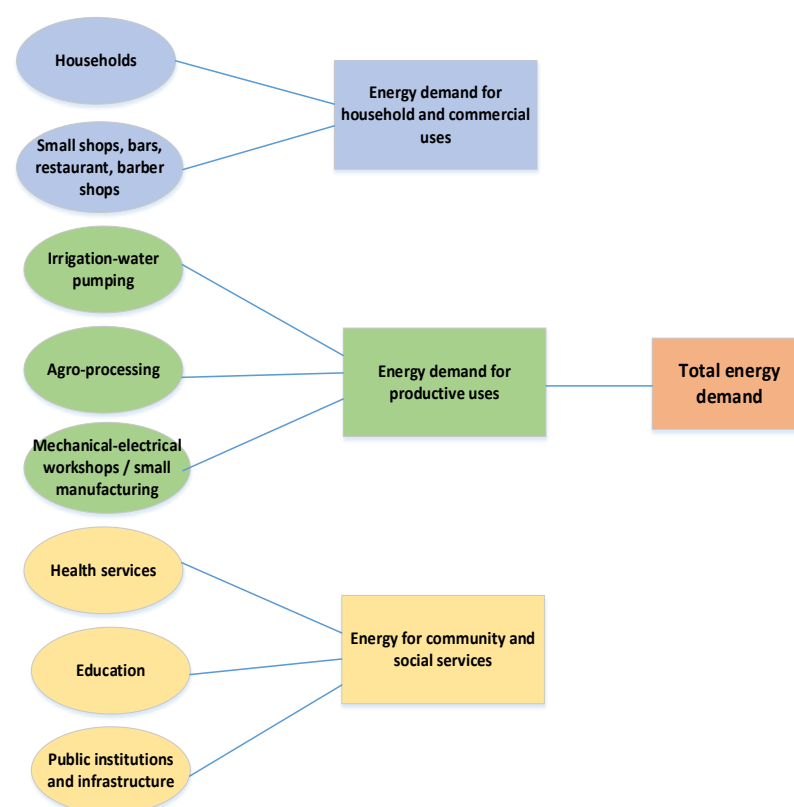 Households
Small shops, bars,
restaurant, barber
shops
Energy demand for
household and commercial
uses
Irrigation-water
pumping
Agro-processing
Mechanical-electrical
workshops / small
manufacturing
Energy demand for
productive uses
Total energy
demand
Health services
Education
Public institutions
and infrastructure
Energy for community and
social services